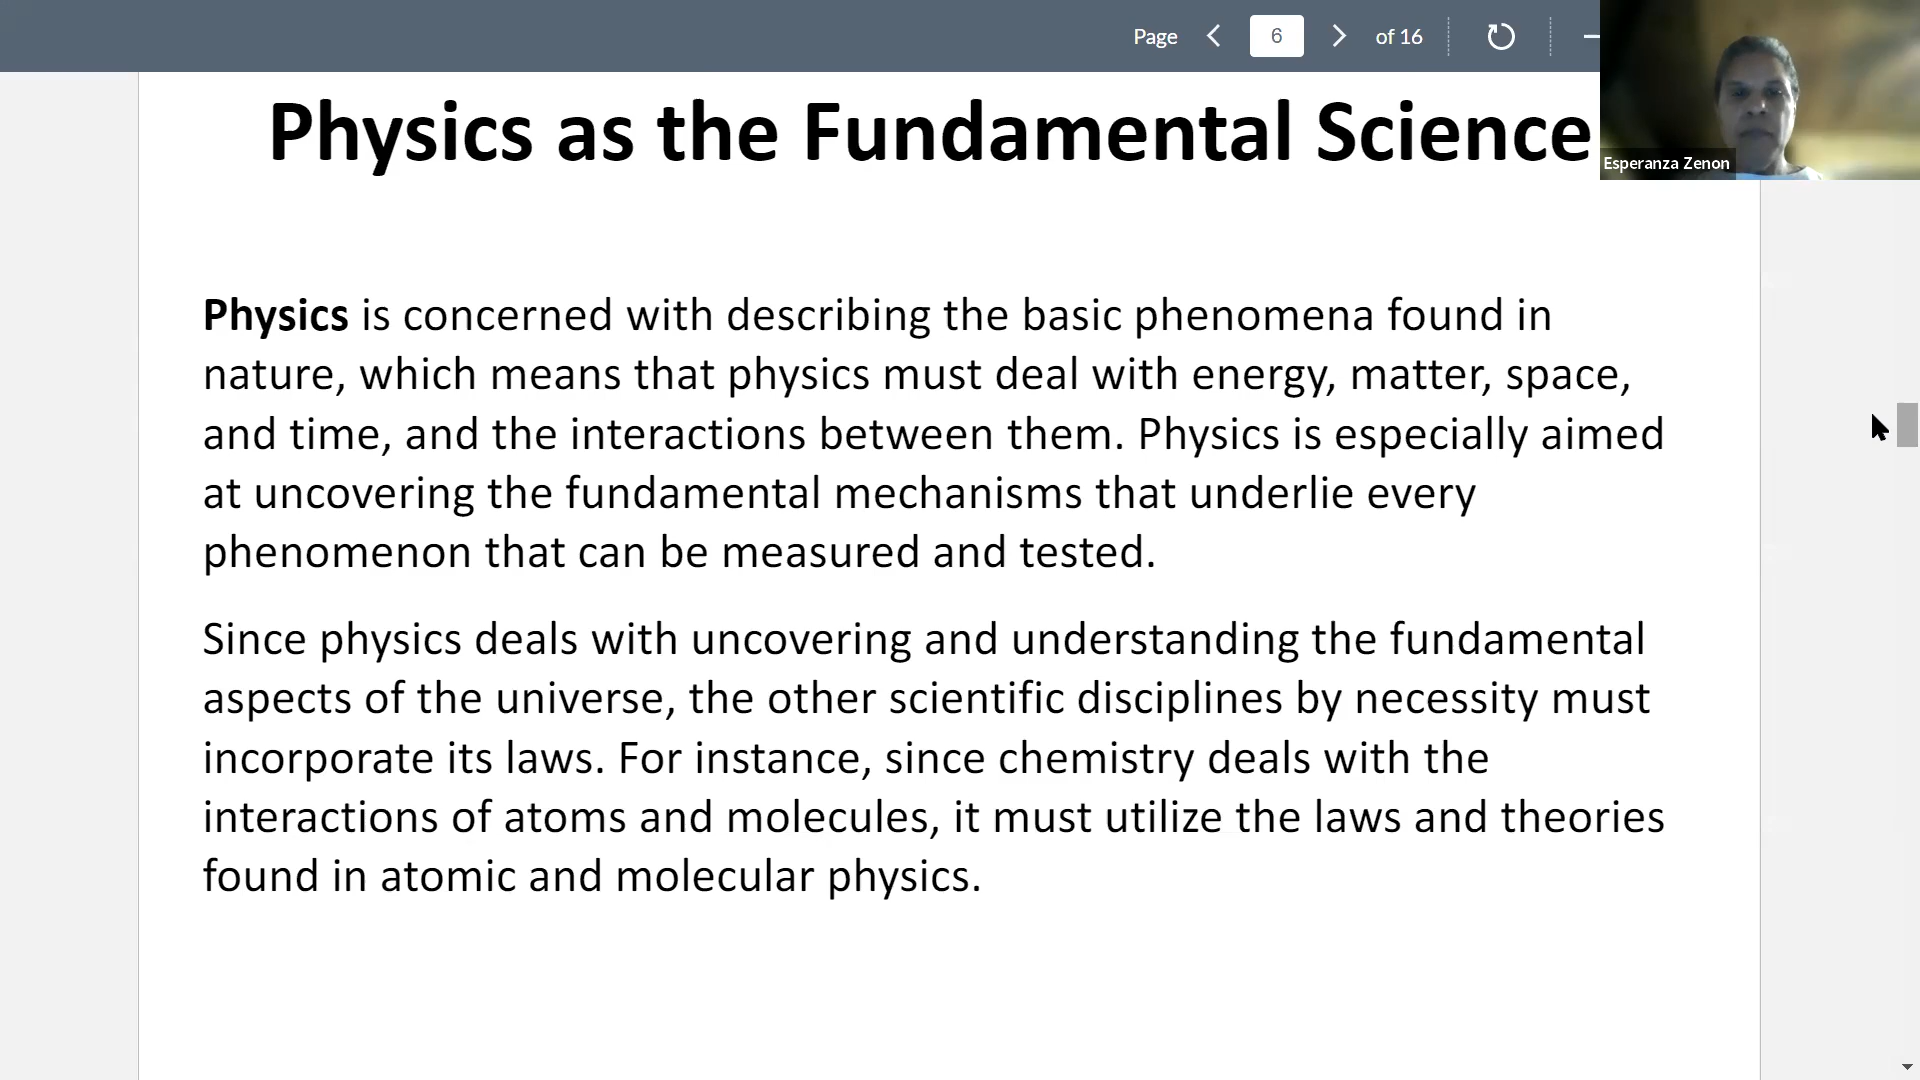 Page 6 of 16
Physics as the Fundamental Science
Esperanza Zenon
Physics is concerned with describing the basic phenomena found in
nature, which means that physics must deal with energy, matter, space,
and time, and the interactions between them. Physics is especially aimed
at uncovering the fundamental mechanisms that underlie every
phenomenon that can be measured and tested.
Since physics deals with uncovering and understanding the fundamental
aspects of the universe, the other scientific disciplines by necessity must
incorporate its laws. For instance, since chemistry deals with the
interactions of atoms and molecules, it must utilize the laws and theories
found in atomic and molecular physics.